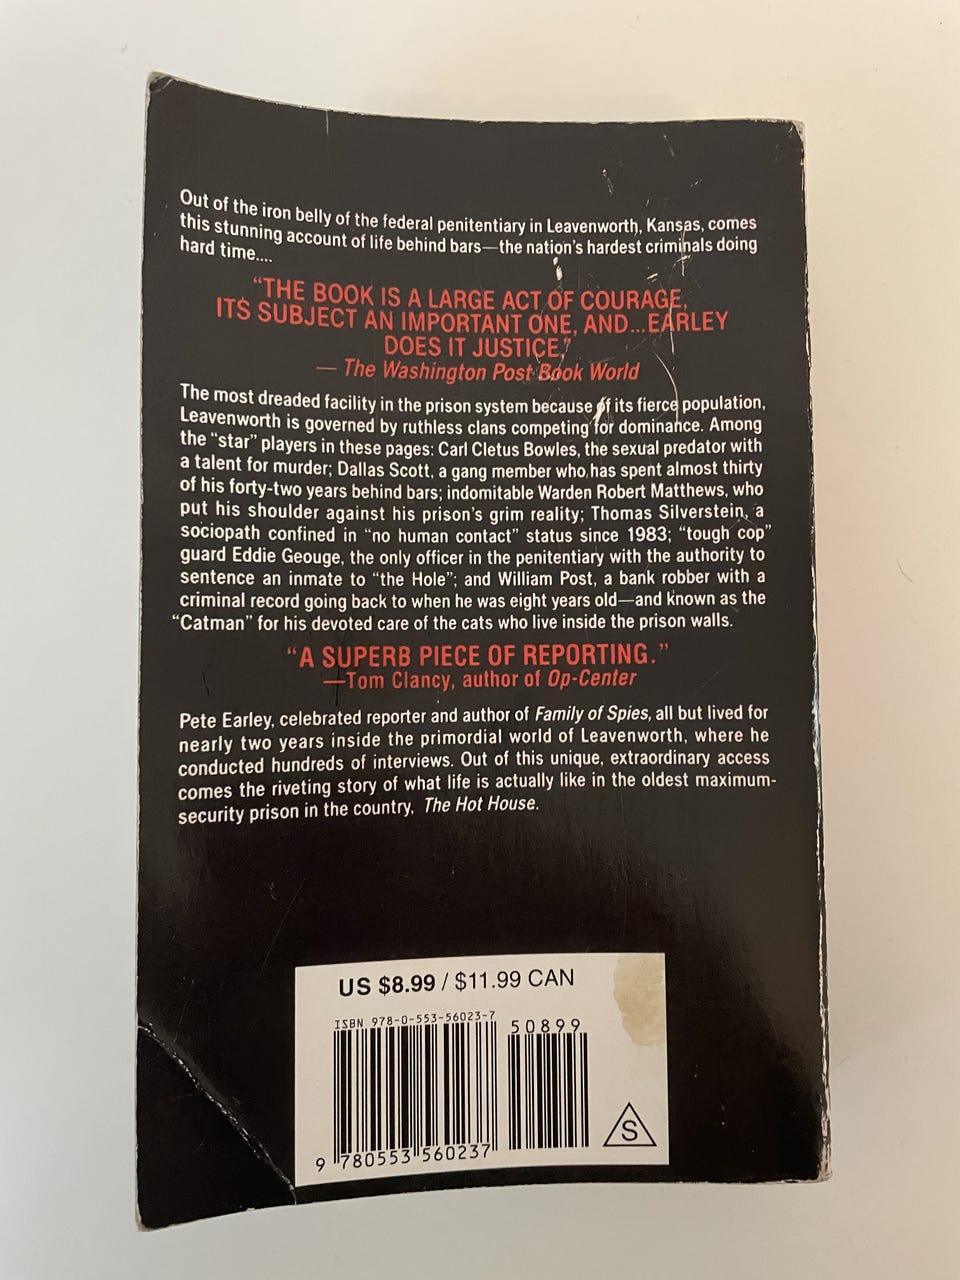 Out of the iron belly of the federal penitentiary in Leavenworth, Kansas, comes
this stunning account of life behind bars—the nation's hardest criminals doing
hard time....
“THE BOOK IS A LARGE ACT OF COURAGE,
ITS SUBJECT AN IMPORTANT ONE, AND...EARLEY
DOES IT JUSTICE.”
— The Washington Post Book World
The most dreaded facility in the prison system because of its fierce population,
Leavenworth is governed by ruthless clans competing for dominance. Among
the “star” players in these pages: Carl Cletus Bowles, the sexual predator with
a talent for murder; Dallas Scott, a gang member who has spent almost thirty
of his forty-two years behind bars; indomitable Warden Robert Matthews, who
put his shoulder against his prison's grim reality; Thomas Silverstein, a
sociopath confined in “no human contact” status since 1983; “tough cop”
guard Eddie Geouge, the only officer in the penitentiary with the authority to
sentence an inmate to “the Hole”; and William Post, a bank robber with a
criminal record going back to when he was eight years old—and known as the
“Catman” for his devoted care of the cats who live inside the prison walls.
“A SUPERB PIECE OF REPORTING.”
—Tom Clancy, author of Op-Center
Pete Earley, celebrated reporter and author of Family of Spies, all but lived for
nearly two years inside the primordial world of Leavenworth, where he
conducted hundreds of interviews. Out of this unique, extraordinary access
comes the riveting story of what life is actually like in the oldest maximum-
security prison in the country, The Hot House.
US $8.99 / $11.99 CAN
ISBN 978-0-553-56023-7
50899
9 780553 560237
S